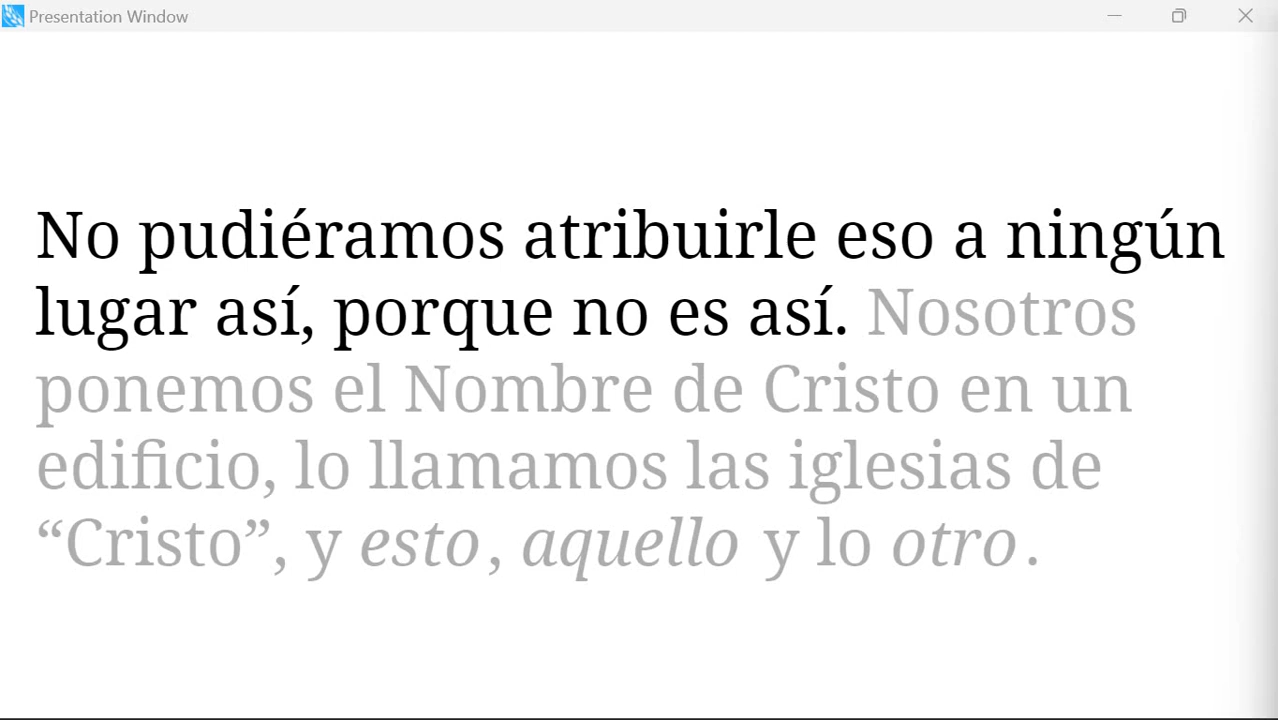 Presentation Window
No pudiéramos atribuirle eso a ningún
lugar así, porque no es así. Nosotros
ponemos el Nombre de Cristo en un
edificio, lo llamamos las iglesias de
“Cristo”, y esto, aquello y lo otro.